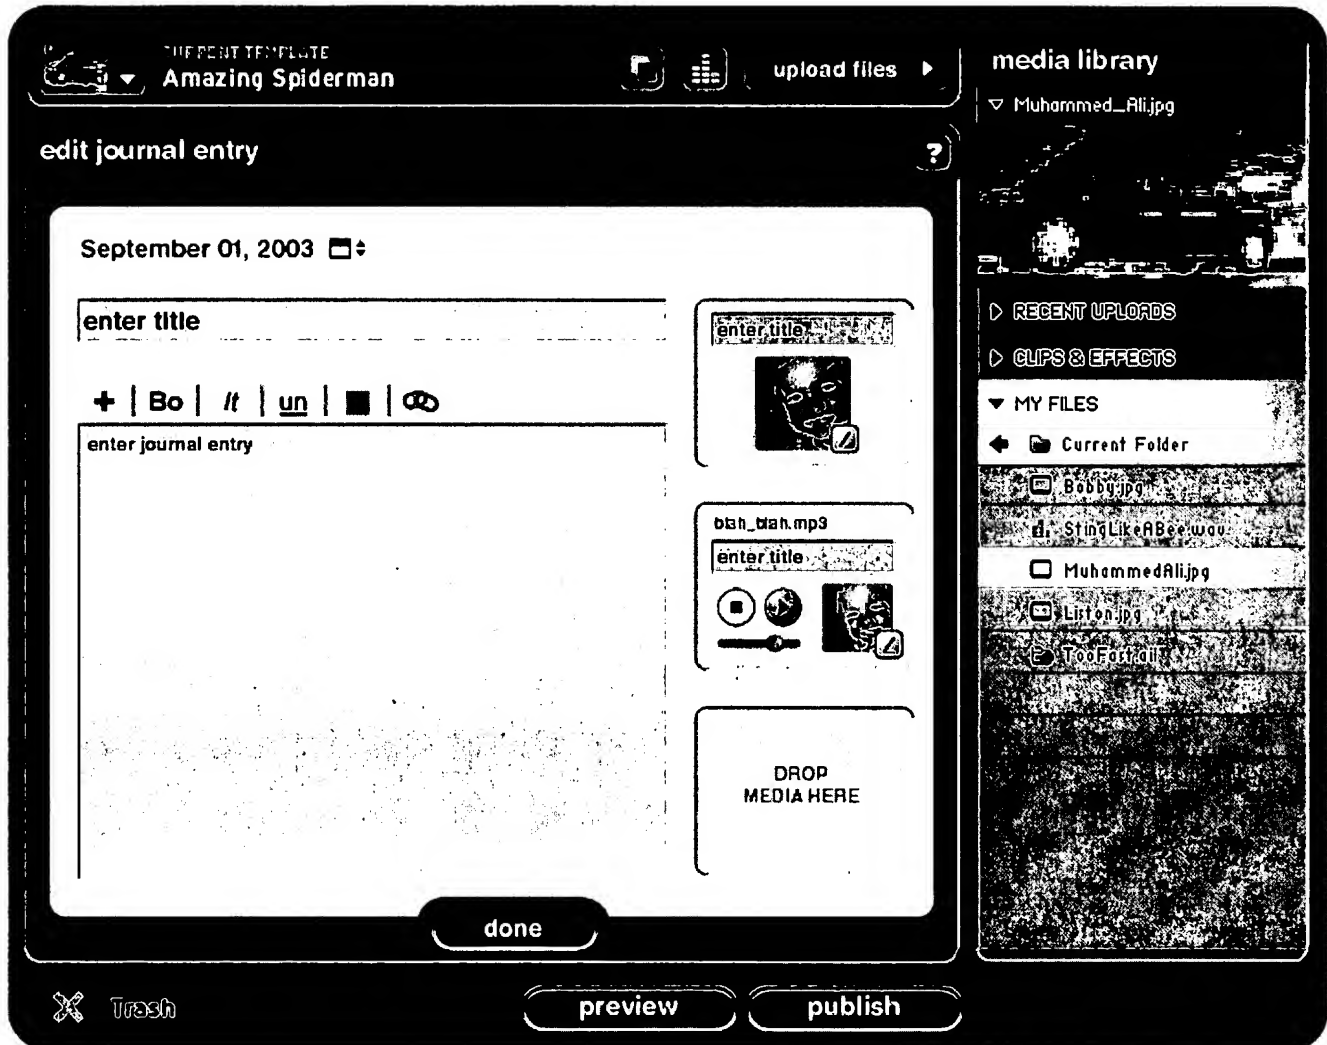 CURRENT TEMPLATE
Amazing Spiderman
upload files
edit journal entry
?
September 01, 2003
enter title
+ | Bo | It | un
enter journal entry
enter title
blah_blah.mp3
enter title
DROP
MEDIA HERE
done
Trash
preview
publish
media library
Muhammed_Ali.jpg
RECENT UPLOADS
CLIPS & EFFECTS
MY FILES
Current Folder
Bobby.jpg
StingLikeABee.wav
MuhammedAli.jpg
Liston.jpg